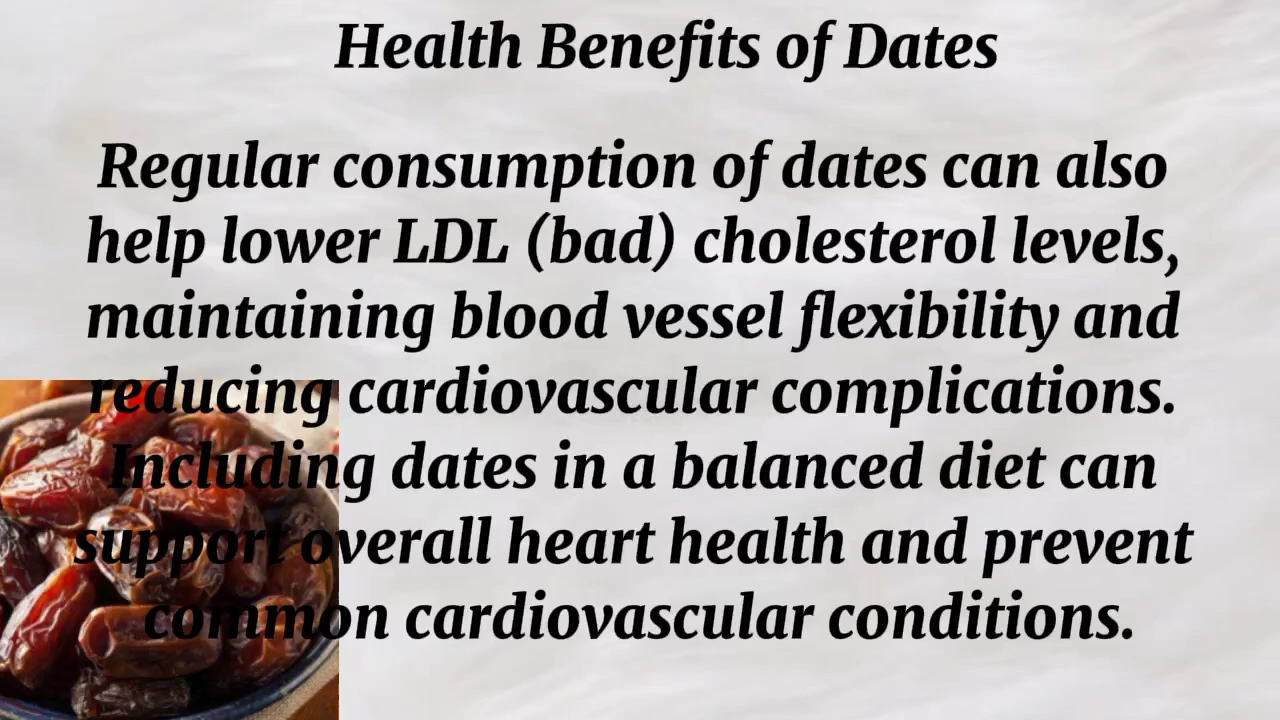 Health Benefits of Dates
Regular consumption of dates can also
help lower LDL (bad) cholesterol levels,
maintaining blood vessel flexibility and
reducing cardiovascular complications.
Including dates in a balanced diet can
support overall heart health and prevent
common cardiovascular conditions.